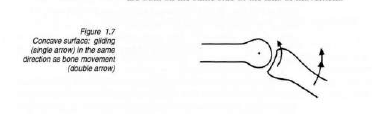 Figure 1.7
Concave surface: gliding
(single arrow) in the same
direction as bone movement
(double arrow)